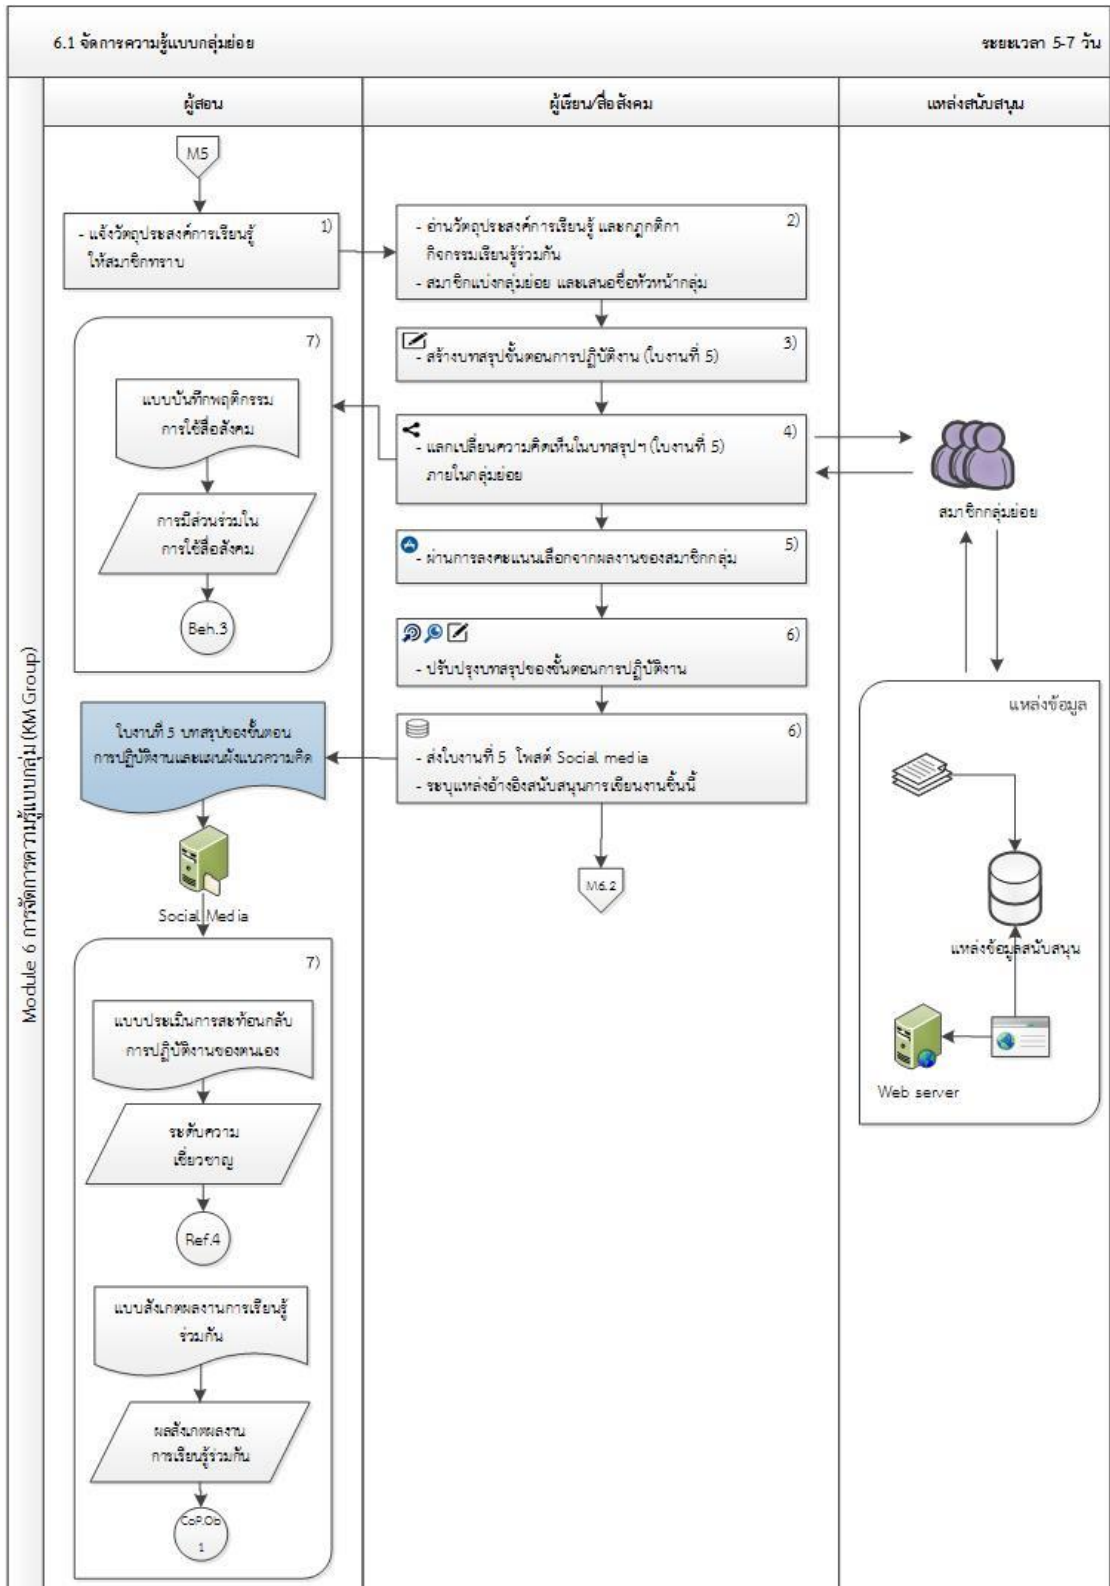 6.1 จัดการความรู้แบบกลุ่มย่อย
ระยะเวลา 5-7 วัน
Module 6 การจัดการความรู้แบบกลุ่ม (KM Group)
ผู้สอน
ผู้เรียน/สื่อสังคม
แหล่งสนับสนุน
M.5
1)
- แจ้งวัตถุประสงค์การเรียนรู้
ให้สมาชิกทราบ
2)
- อ่านวัตถุประสงค์การเรียนรู้ และกฎกติกา
กิจกรรมเรียนรู้ร่วมกัน
- สมาชิกแบ่งกลุ่มย่อย และเสนอชื่อหัวหน้ากลุ่ม
3)
- สร้างบทสรุปขั้นตอนการปฏิบัติงาน (ใบงานที่ 5)
4)
- แลกเปลี่ยนความคิดเห็นในบทสรุปฯ (ใบงานที่ 5)
ภายในกลุ่มย่อย
5)
- ผ่านการลงคะแนนเลือกจากผลงานของสมาชิกกลุ่ม
6)
- ปรับปรุงบทสรุปของขั้นตอนการปฏิบัติงาน
6)
- ส่งใบงานที่ 5 โพสต์ Social media
- ระบุแหล่งอ้างอิงสนับสนุนการเขียนงานชิ้นนี้
M6.2
7)
แบบบันทึกพฤติกรรม
การใช้สื่อสังคม
การมีส่วนร่วมใน
การใช้สื่อสังคม
Beh.3
ใบงานที่ 5 บทสรุปของขั้นตอน
การปฏิบัติงานและแผนผังแนวความคิด
Social Media
7)
แบบประเมินการสะท้อนกลับ
การปฏิบัติงานของตนเอง
ระดับความ
เชี่ยวชาญ
Ref.4
แบบสังเกตผลงานการเรียนรู้
ร่วมกัน
ผลสังเกตผลงาน
การเรียนรู้ร่วมกัน
CoP.Ob
1
สมาชิกกลุ่มย่อย
แหล่งข้อมูล
แหล่งข้อมูลสนับสนุน
Web server